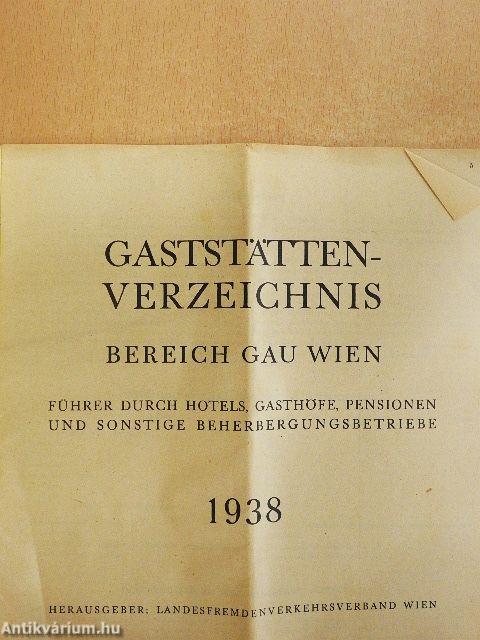 5
GASTSTÄTTEN-
VERZEICHNIS
BEREICH GAU WIEN
FÜHRER DURCH HOTELS, GASTHÖFE, PENSIONEN
UND SONSTIGE BEHERBERGUNGSBETRIEBE
1938
HERAUSGEBER: LANDESFREMDENVERKEHRSVERBAND WIEN
Antikvárium.hu